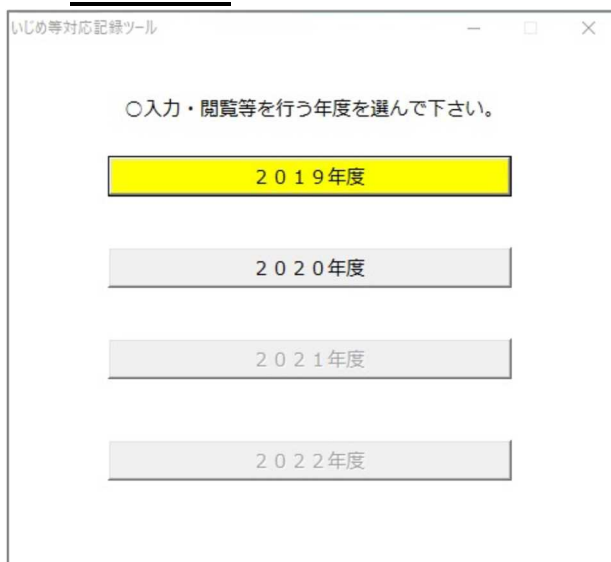 いじめ等対応記録ツール
○入力・閲覧等を行う年度を選んで下さい。
２０１９年度
２０２０年度
２０２１年度
２０２２年度